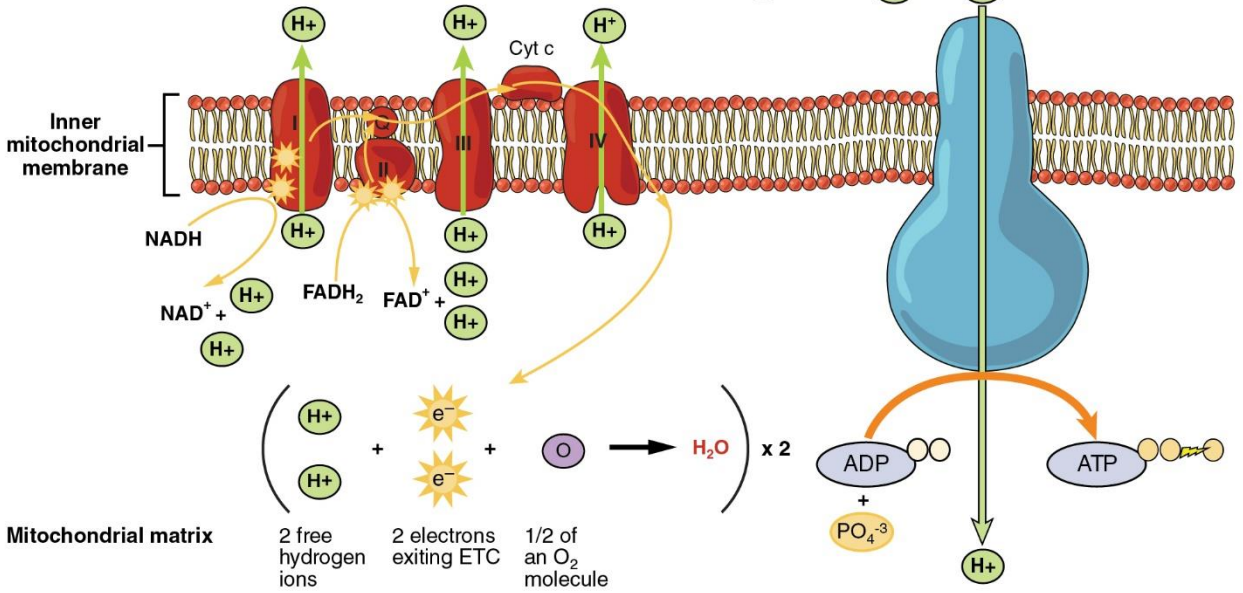 H+
H+
H+
Cyt c
Inner
mitochondrial
membrane
I
Q
II
III
IV
NADH
H+
H+
H+
NAD+ +
H+
H+
FADH2
FAD+ +
H+
H+
H+
H+
+
e–
e–
+
O
H2O
x 2
ADP
+
PO4-3
ATP
H+
Mitochondrial matrix
2 free
hydrogen
ions
2 electrons
exiting ETC
1/2 of
an O2
molecule